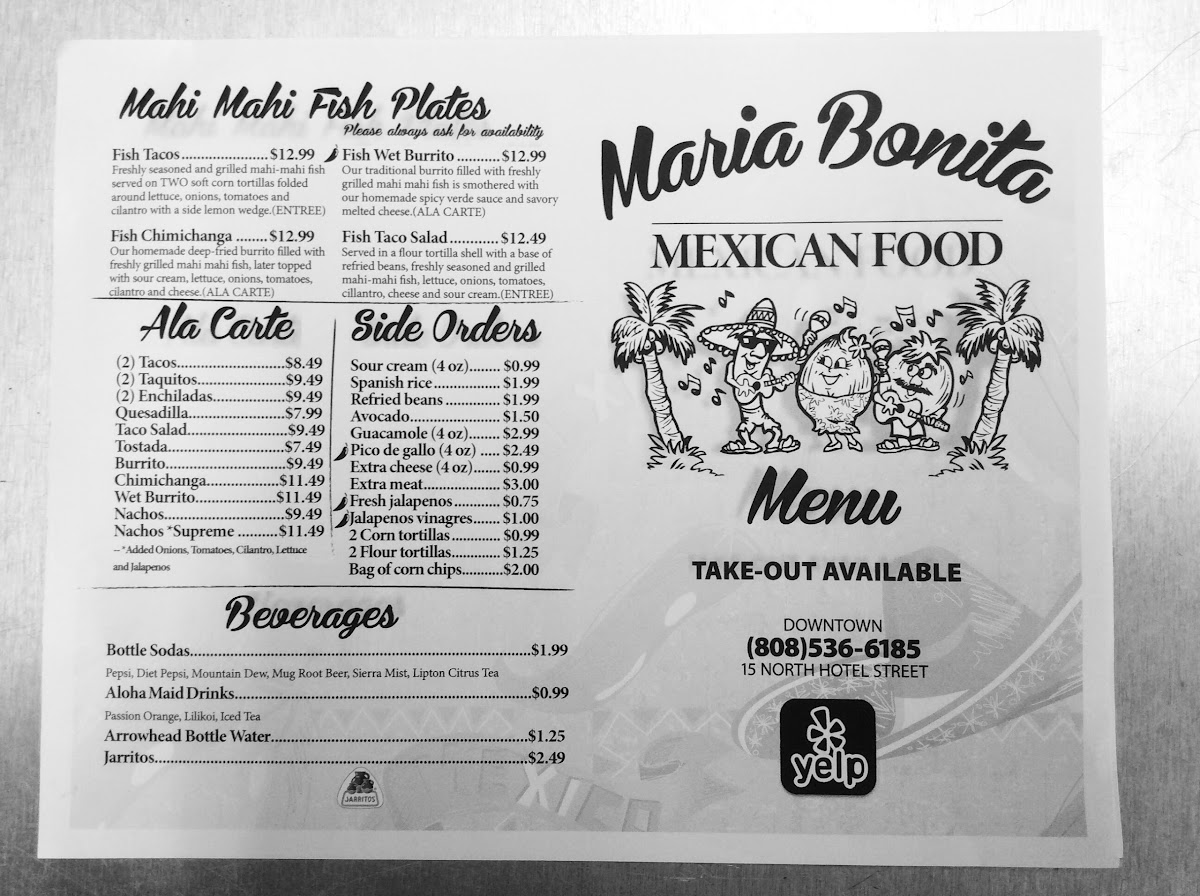 Mahi Mahi Fish Plates
Please always ask for availability
Fish Tacos......................$12.99
Freshly seasoned and grilled mahi-mahi fish
served on TWO soft corn tortillas folded
around lettuce, onions, tomatoes and
cilantro with a side lemon wedge.(ENTREE)
Fish Wet Burrito ...........$12.99
Our traditional burrito filled with freshly
grilled mahi mahi fish is smothered with
our homemade spicy verde sauce and savory
melted cheese.(ALA CARTE)
Fish Chimichanga ........$12.99
Our homemade deep-fried burrito filled with
freshly grilled mahi mahi fish, later topped
with sour cream, lettuce, onions, tomatoes,
cilantro and cheese.(ALA CARTE)
Fish Taco Salad.............$12.49
Served in a flour tortilla shell with a base of
refried beans, freshly seasoned and grilled
mahi-mahi fish, lettuce, onions, tomatoes,
cillantro, cheese and sour cream.(ENTREE)
Ala Carte
(2) Tacos..........................$8.49
(2) Taquitos.....................$9.49
(2) Enchiladas.................$9.49
Quesadilla.......................$7.99
Taco Salad.......................$9.49
Tostada............................$7.49
Burrito.............................$9.49
Chimichanga.................$11.49
Wet Burrito....................$11.49
Nachos.............................$9.49
Nachos *Supreme ..........$11.49
-- *Added Onions, Tomatoes, Cilantro, Lettuce
and Jalapenos
Side Orders
Sour cream (4 oz)........ $0.99
Spanish rice.................. $1.99
Refried beans .............. $1.99
Avocado........................ $1.50
Guacamole (4 oz)........ $2.99
Pico de gallo (4 oz) ..... $2.49
Extra cheese (4 oz)....... $0.99
Extra meat.................... $3.00
Fresh jalapenos ............ $0.75
Jalapenos vinagres....... $1.00
2 Corn tortillas ............. $0.99
2 Flour tortillas............. $1.25
Bag of corn chips...........$2.00
Beverages
Bottle Sodas.....................................................................$1.99
Pepsi, Diet Pepsi, Mountain Dew, Mug Root Beer, Sierra Mist, Lipton Citrus Tea
Aloha Maid Drinks............................................................$0.99
Passion Orange, Lilikoi, Iced Tea
Arrowhead Bottle Water....................................................$1.25
Jarritos.............................................................................$2.49
JARRITOS
Maria Bonita
MEXICAN FOOD
Menu
TAKE-OUT AVAILABLE
DOWNTOWN
(808)536-6185
15 NORTH HOTEL STREET
yelp